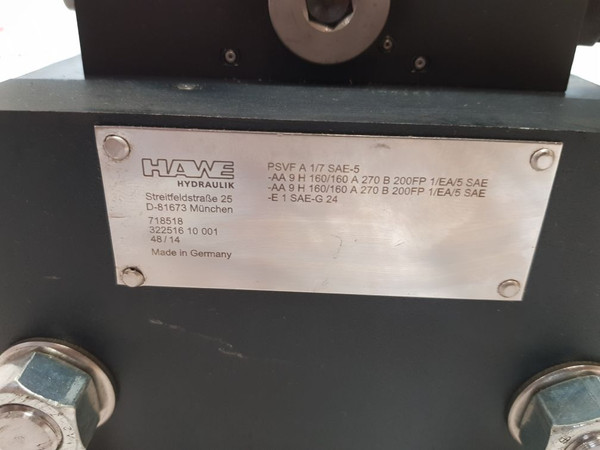 HAWE
HYDRAULIK
Streitfeldstraße 25
D-81673 München
718518
322516 10 001
48/14
Made in Germany
PSVF A 1/7 SAE-5
-AA 9 H 160/160 A 270 B 200FP 1/EA/5 SAE
-AA 9 H 160/160 A 270 B 200FP 1/EA/5 SAE
-E 1 SAE-G 24